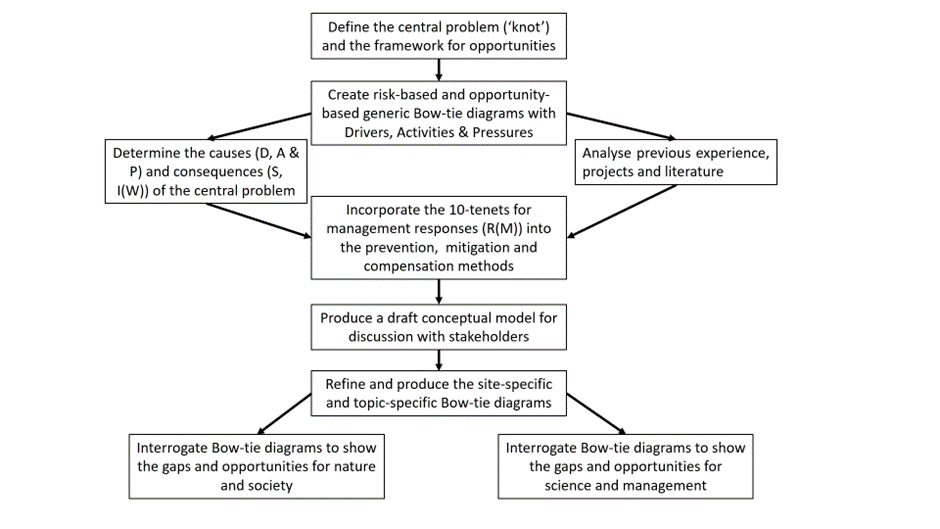 Define the central problem (‘knot’)
and the framework for opportunities
Create risk-based and opportunity-
based generic Bow-tie diagrams with
Drivers, Activities & Pressures
Determine the causes (D, A &
P) and consequences (S,
I(W)) of the central problem
Analyse previous experience,
projects and literature
Incorporate the 10-tenets for
management responses (R(M)) into
the prevention, mitigation and
compensation methods
Produce a draft conceptual model for
discussion with stakeholders
Refine and produce the site-specific
and topic-specific Bow-tie diagrams
Interrogate Bow-tie diagrams to show
the gaps and opportunities for nature
and society
Interrogate Bow-tie diagrams to show
the gaps and opportunities for
science and management